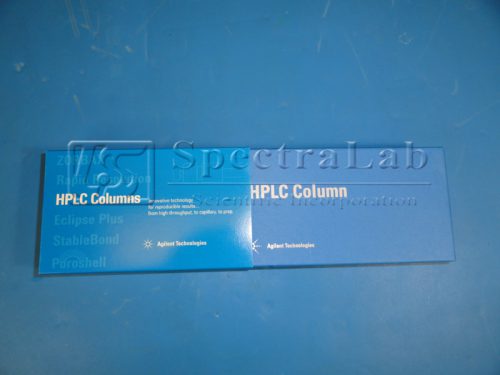 SpectraLab
Scientific Incorporation
ZORBAX
Rapid Resolution
HPLC Columns
Innovative technology
for reproducible results...
from high throughput, to capillary, to prep.
Eclipse Plus
StableBond
Poroshell
Agilent Technologies
HPLC Column
Agilent Technologies